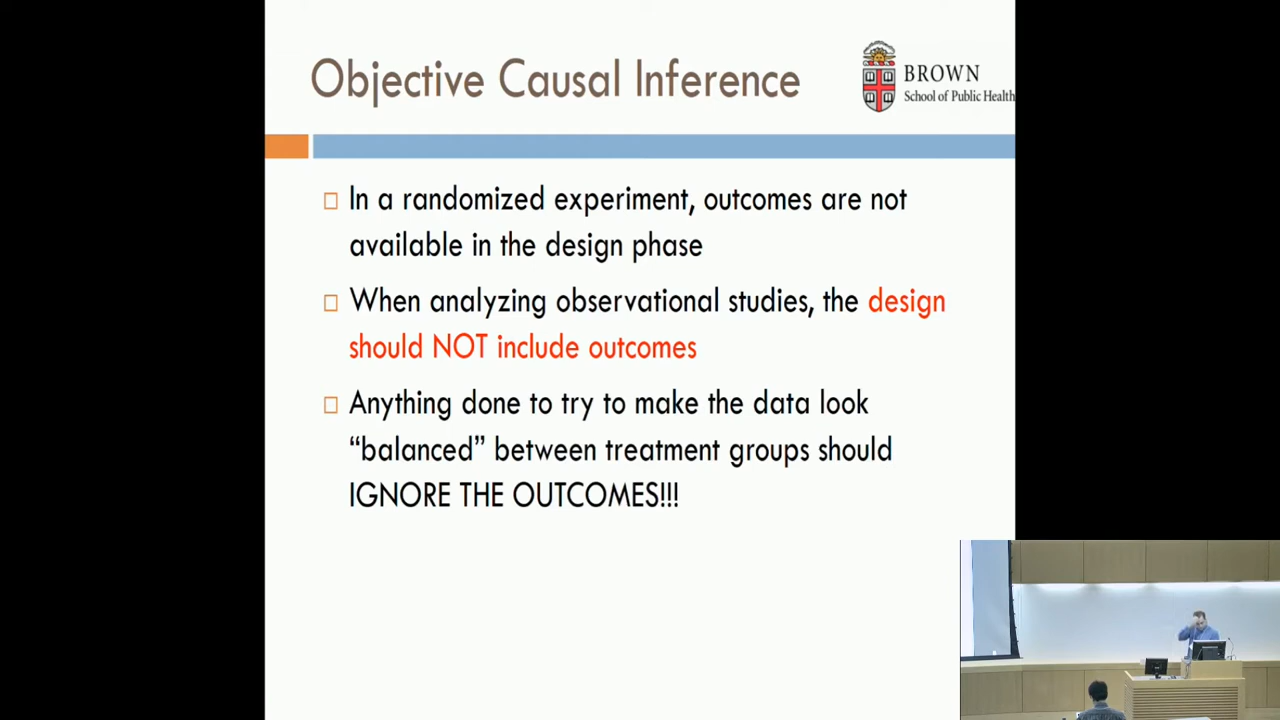 Objective Causal Inference
BROWN
School of Public Health
In a randomized experiment, outcomes are not
available in the design phase
When analyzing observational studies, the design
should NOT include outcomes
Anything done to try to make the data look
“balanced” between treatment groups should
IGNORE THE OUTCOMES!!!